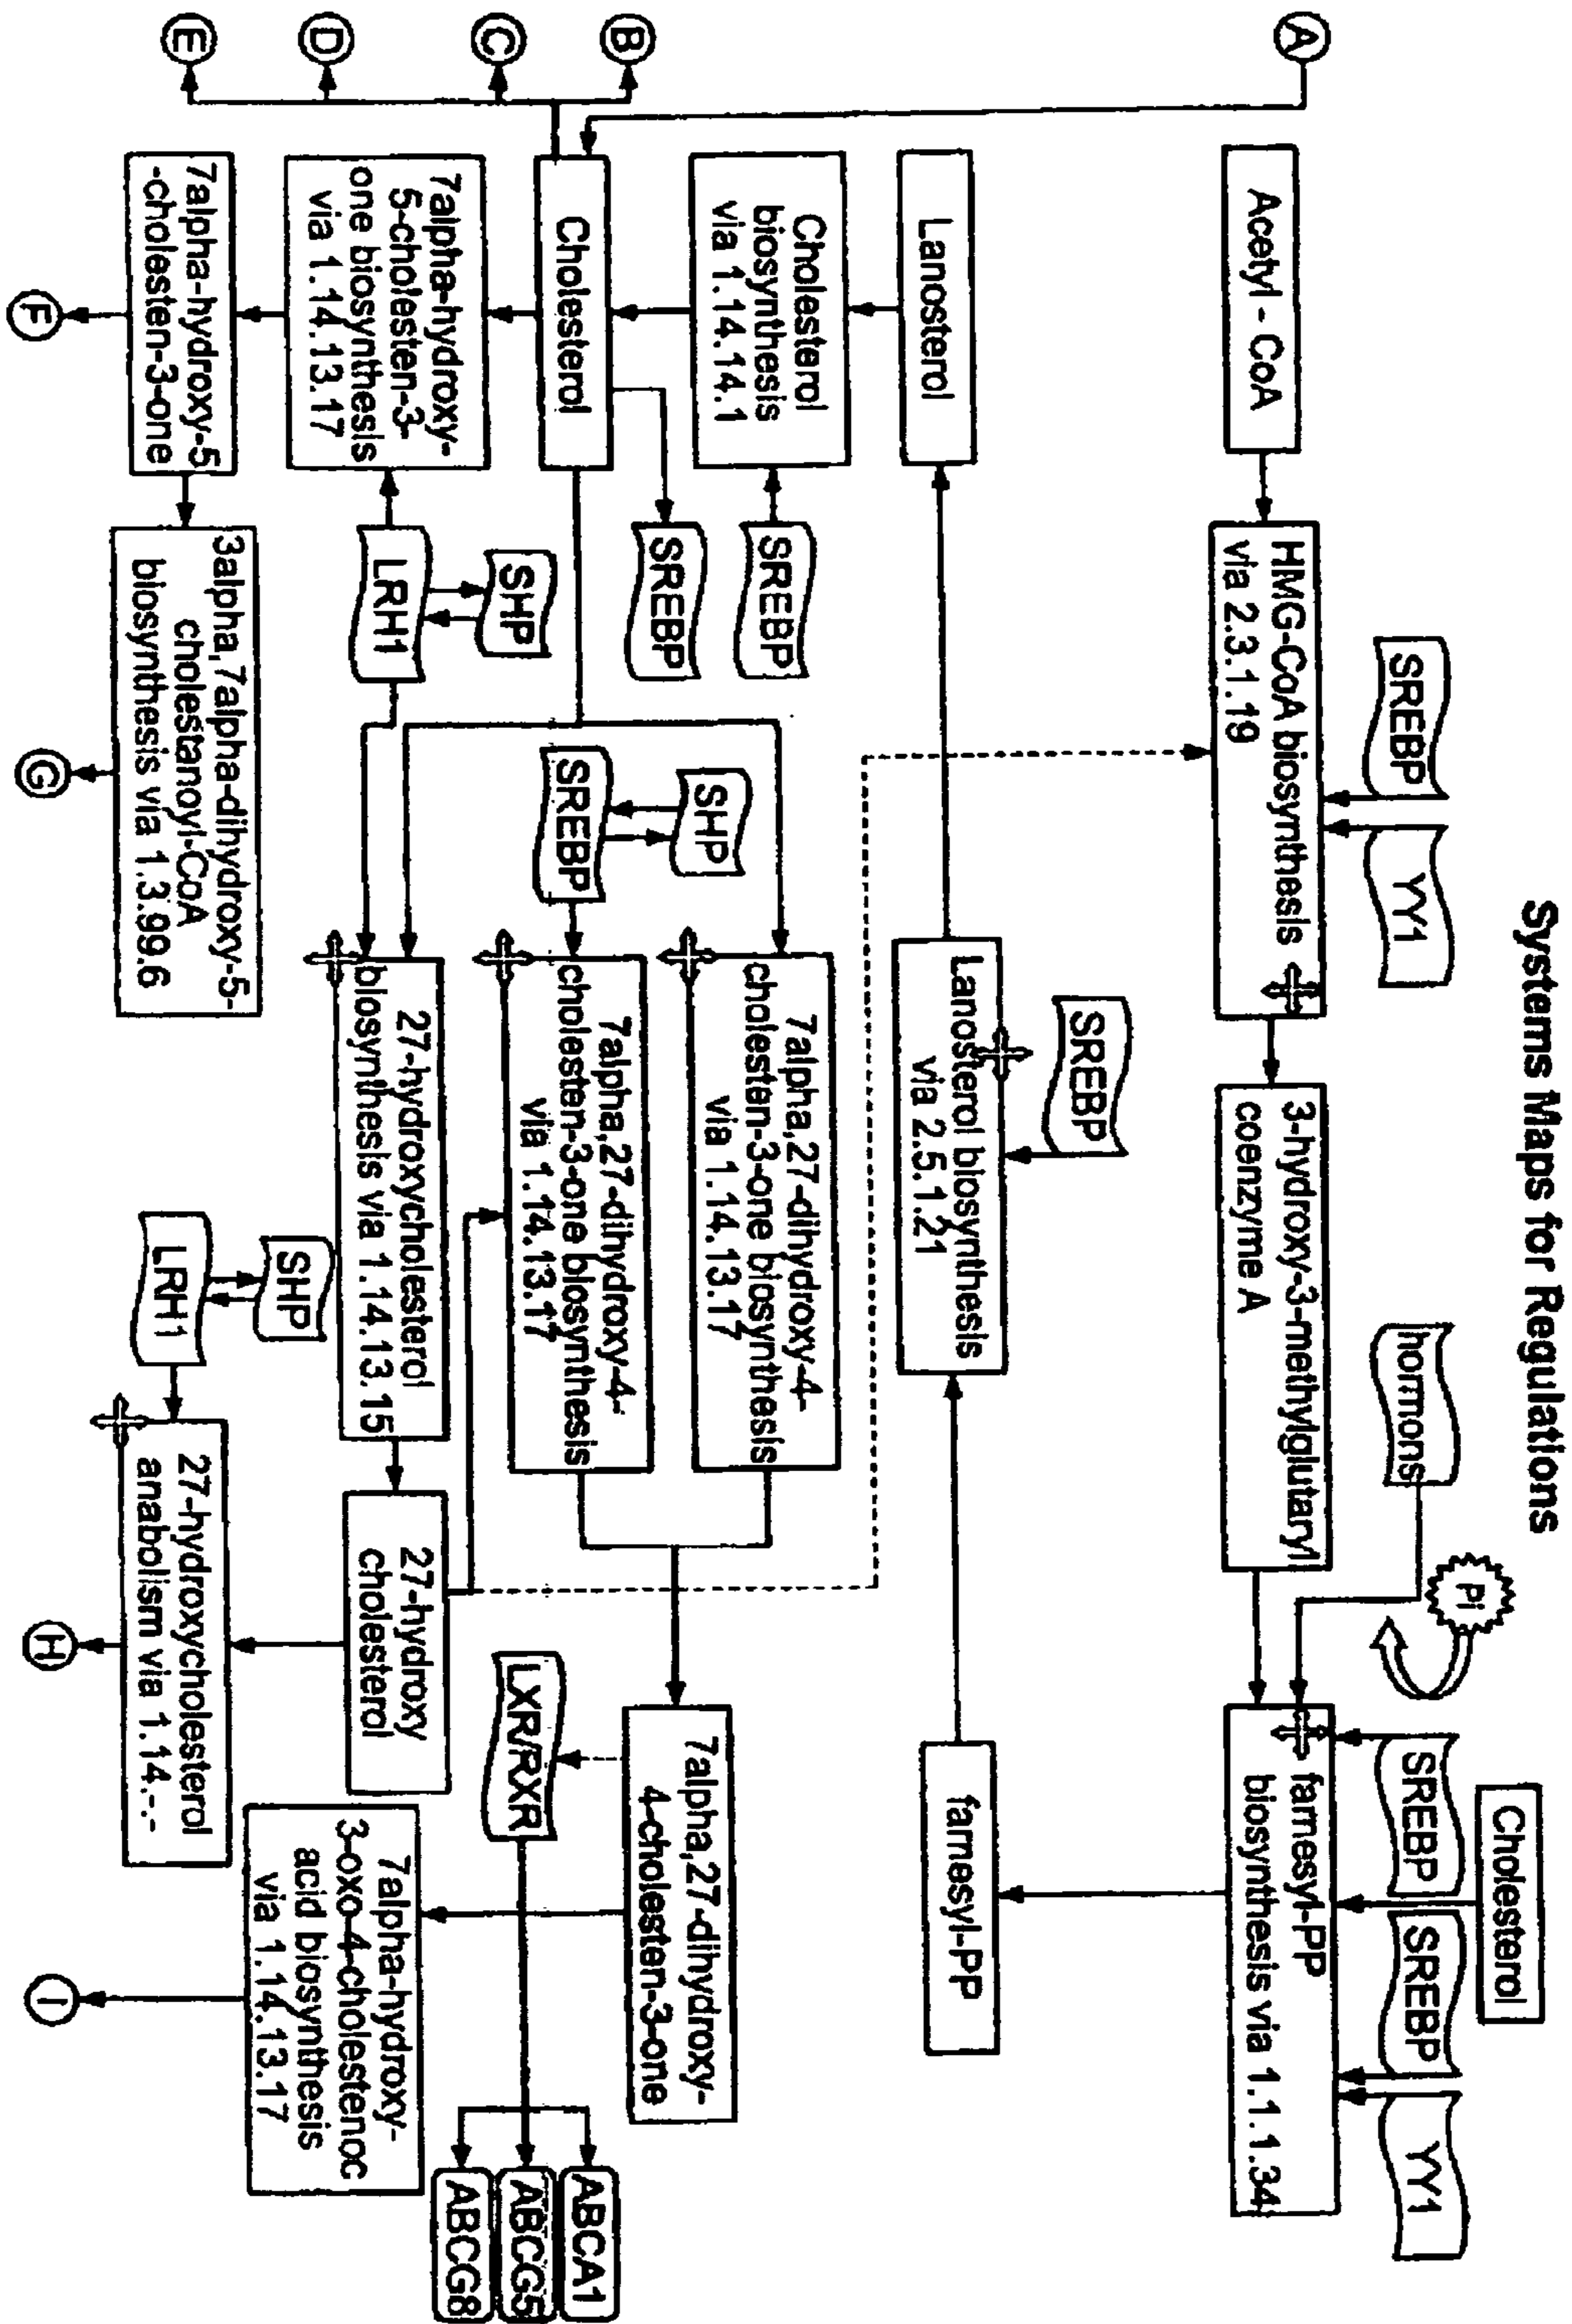 Systems Maps for Regulations
SREBP
YY1
hormons
Pi
Cholesterol
SREBP
SREBP
YY1
Acetyl - CoA
HMG-CoA biosynthesis
via 2.3.1.19
3-hydroxy-3-methylglutaryl
coenzyme A
farnesyl-PP
biosynthesis via 1.1.1.34
A
SREBP
Lanosterol
Lanosterol biosynthesis
via 2.5.1.21
farnesyl-PP
Cholesterol
biosynthesis
via 1.14.14.1
SREBP
SREBP
SHP
SREBP
7alpha,27-dihydroxy-4-
cholesten-3-one biosynthesis
via 1.14.13.17
7alpha,27-dihydroxy-
4-cholesten-3-one
B
C
D
E
Cholesterol
7alpha,27-dihydroxy-4-
cholesten-3-one biosynthesis
via 1.14.13.17
LXR/RXR
ABCA1
ABCG5
ABCG8
7alpha-hydroxy-
5-cholesten-3-
one biosynthesis
via 1.14.13.17
SHP
LRH1
27-hydroxycholesterol
biosynthesis via 1.14.13.15
27-hydroxy
cholesterol
7alpha-hydroxy-
3-oxo-4-cholestenoc
acid biosynthesis
via 1.14.13.17
7alpha-hydroxy-5
-cholesten-3-one
3alpha,7alpha-dihydroxy-5-
cholestanoyl-CoA
biosynthesis via 1.3.99.6
SHP
LRH1
27-hydroxycholesterol
anabolism via 1.14.-.-
F
G
H
I